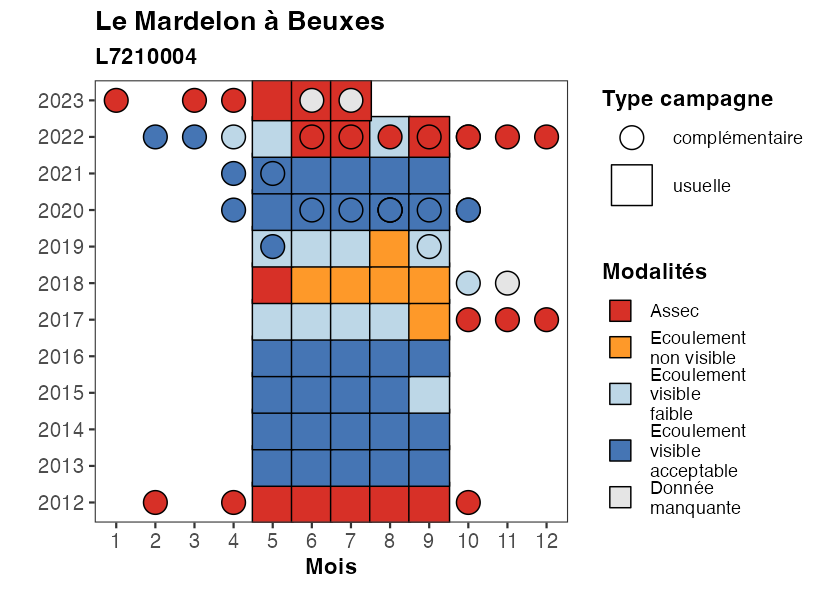 Le Mardelon à Beuxes
L7210004
2023
2022
2021
2020
2019
2018
2017
2016
2015
2014
2013
2012
1 2 3 4 5 6 7 8 9 10 11 12
Mois
Type campagne
complémentaire
usuelle
Modalités
Assec
Ecoulement
non visible
Ecoulement
visible
faible
Ecoulement
visible
acceptable
Donnée
manquante